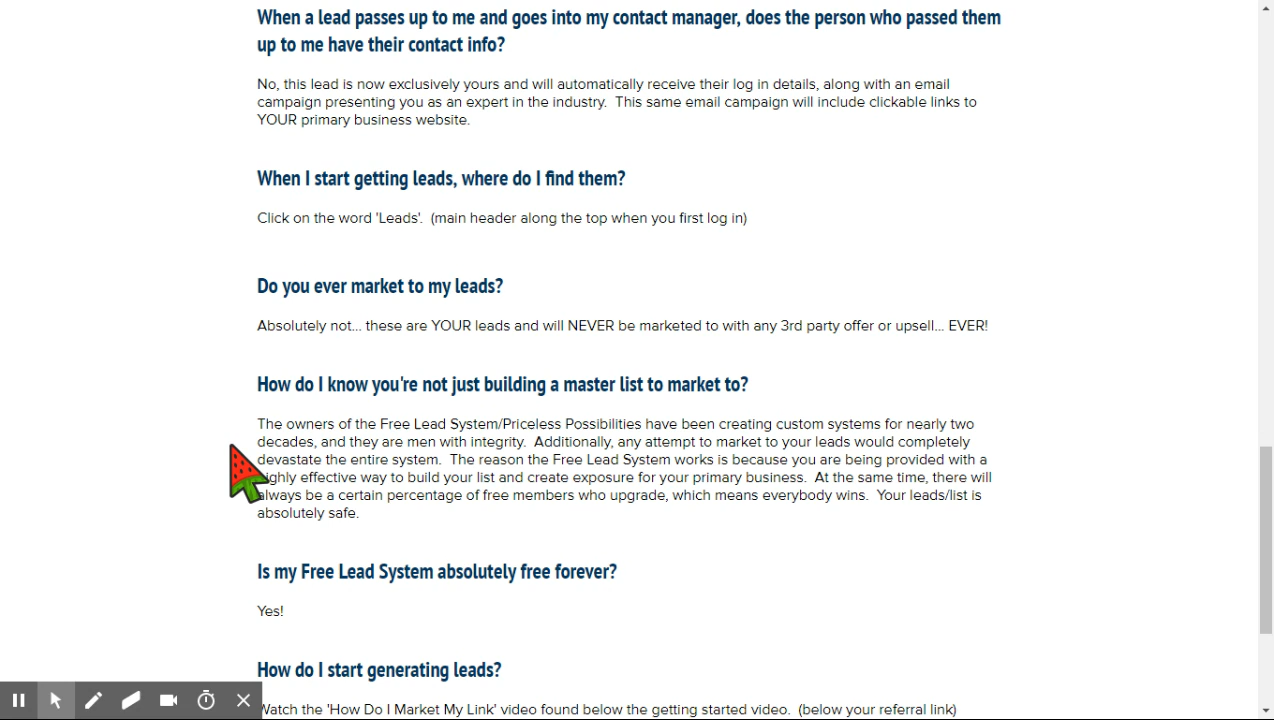 When a lead passes up to me and goes into my contact manager, does the person who passed them
up to me have their contact info?
No, this lead is now exclusively yours and will automatically receive their log in details, along with an email
campaign presenting you as an expert in the industry.  This same email campaign will include clickable links to
YOUR primary business website.
When I start getting leads, where do I find them?
Click on the word 'Leads'.  (main header along the top when you first log in)
Do you ever market to my leads?
Absolutely not... these are YOUR leads and will NEVER be marketed to with any 3rd party offer or upsell... EVER!
How do I know you're not just building a master list to market to?
The owners of the Free Lead System/Priceless Possibilities have been creating custom systems for nearly two
decades, and they are men with integrity.  Additionally, any attempt to market to your leads would completely
devastate the entire system.  The reason the Free Lead System works is because you are being provided with a
highly effective way to build your list and create exposure for your primary business.  At the same time, there will
always be a certain percentage of free members who upgrade, which means everybody wins.  Your leads/list is
absolutely safe.
Is my Free Lead System absolutely free forever?
Yes!
How do I start generating leads?
Watch the 'How Do I Market My Link' video found below the getting started video.  (below your referral link)